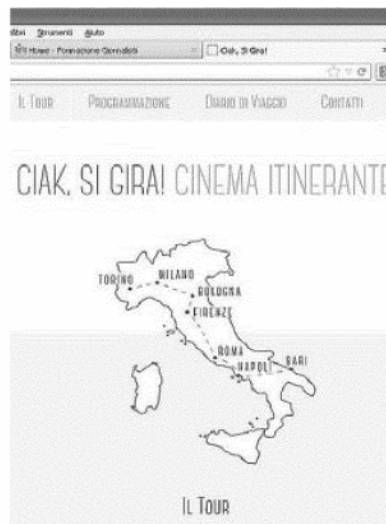 Strumenti Aiuto
Home - Formazione Giornalisti
Ciak, Si Gira!
IL TOUR PROGRAMMAZIONE DIARIO DI VIAGGIO CONTATTI
CIAK, SI GIRA! CINEMA ITINERANTE
TORINO
MILANO
BOLOGNA
FIRENZE
ROMA
NAPOLI
BARI
IL TOUR